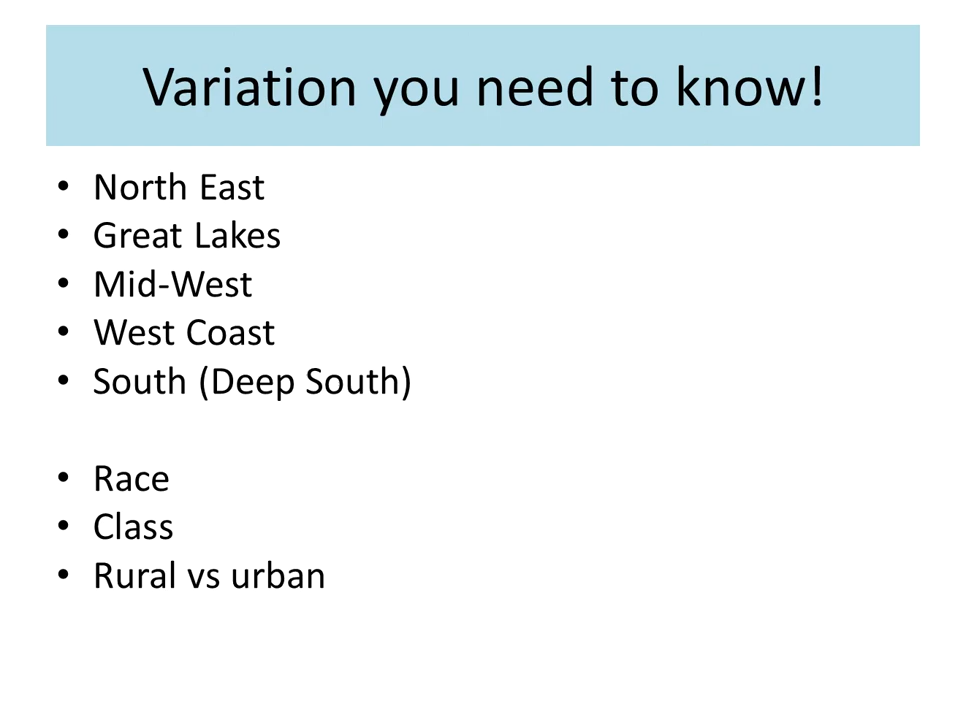 Variation you need to know!
• North East
• Great Lakes
• Mid-West
• West Coast
• South (Deep South)
• Race
• Class
• Rural vs urban